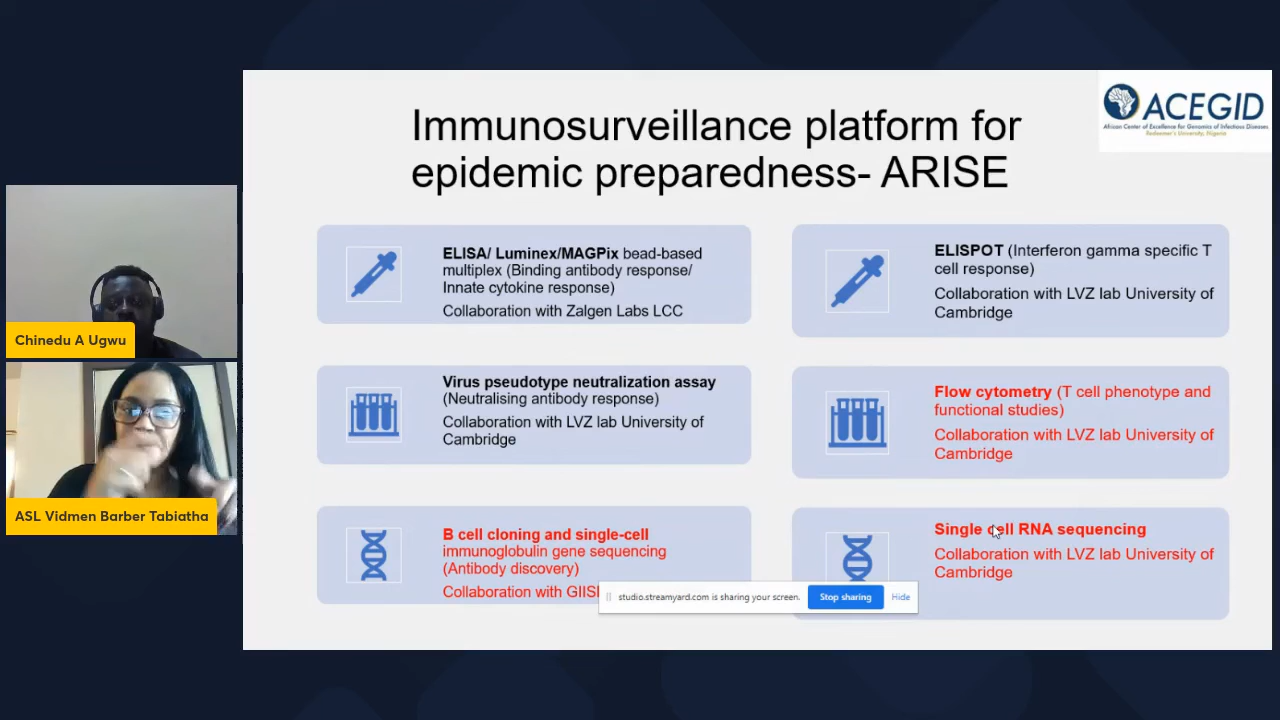 ACEGID
African Center of Excellence for Genomics of Infectious Diseases
Redeemer's University, Nigeria
Immunosurveillance platform for
epidemic preparedness- ARISE
ELISA/ Luminex/MAGPix bead-based
multiplex (Binding antibody response/
Innate cytokine response)
Collaboration with Zalgen Labs LCC
ELISPOT (Interferon gamma specific T
cell response)
Collaboration with LVZ lab University of
Cambridge
Virus pseudotype neutralization assay
(Neutralising antibody response)
Collaboration with LVZ lab University of
Cambridge
Flow cytometry (T cell phenotype and
functional studies)
Collaboration with LVZ lab University of
Cambridge
B cell cloning and single-cell
immunoglobulin gene sequencing
(Antibody discovery)
Collaboration with
Single cell RNA sequencing
Collaboration with LVZ lab University of
Cambridge
studio.streamyard.com is sharing your screen.
Stop sharing
Hide
Chinedu A Ugwu
ASL Vidmen Barber Tabiatha